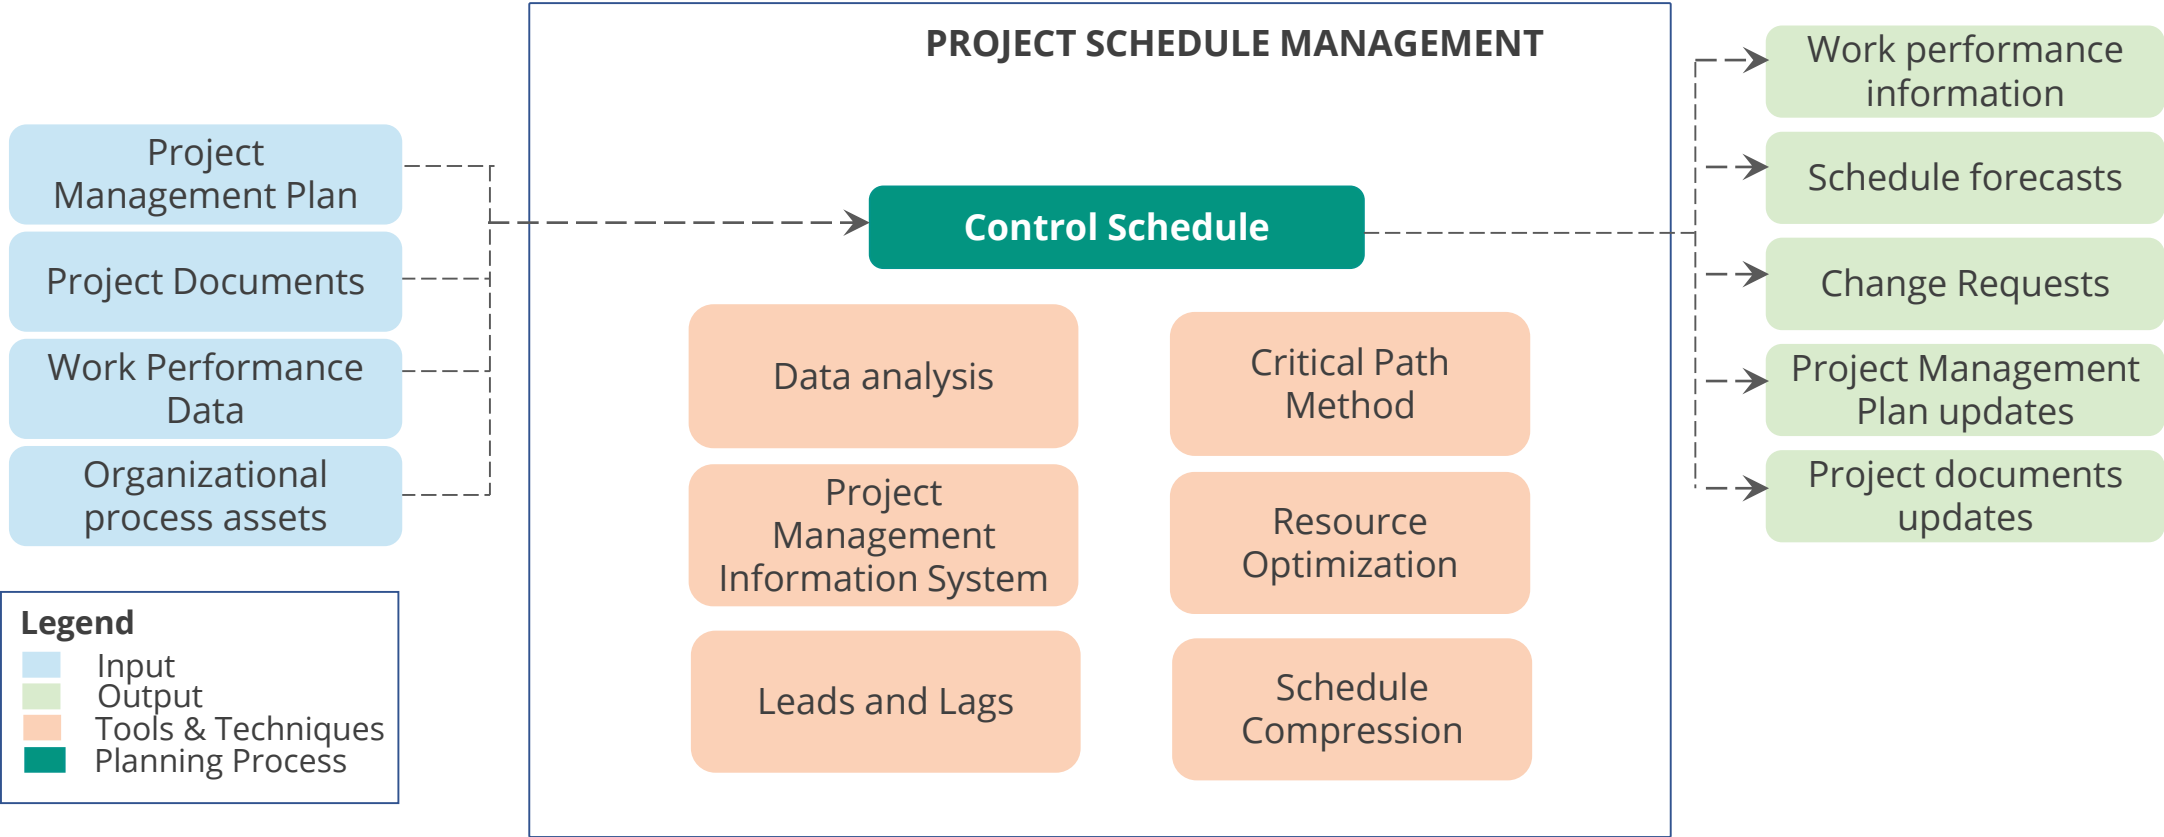 PROJECT SCHEDULE MANAGEMENT
Project
Management Plan
Project Documents
Work Performance
Data
Organizational
process assets
Control Schedule
Data analysis
Critical Path
Method
Project
Management
Information System
Resource
Optimization
Leads and Lags
Schedule
Compression
Work performance
information
Schedule forecasts
Change Requests
Project Management
Plan updates
Project documents
updates
Legend
Input
Output
Tools & Techniques
Planning Process